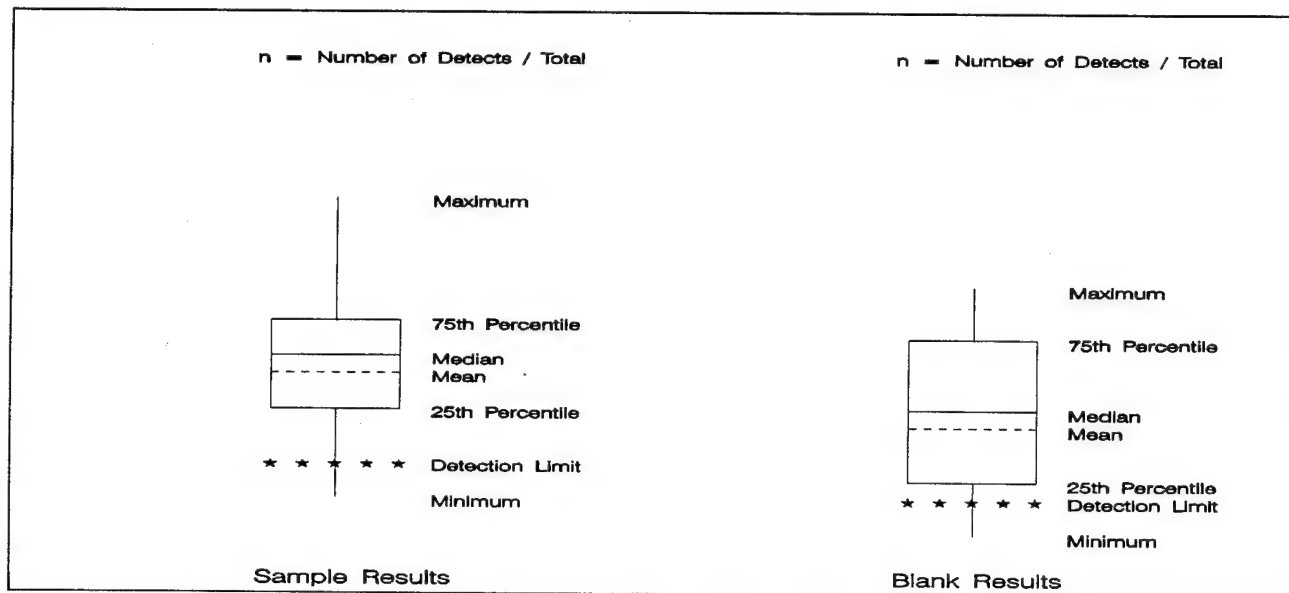 n = Number of Detects / Total
Maximum
75th Percentile
Median
Mean
25th Percentile
Detection Limit
Minimum
Sample Results
n = Number of Detects / Total
Maximum
75th Percentile
Median
Mean
25th Percentile
Detection Limit
Minimum
Blank Results